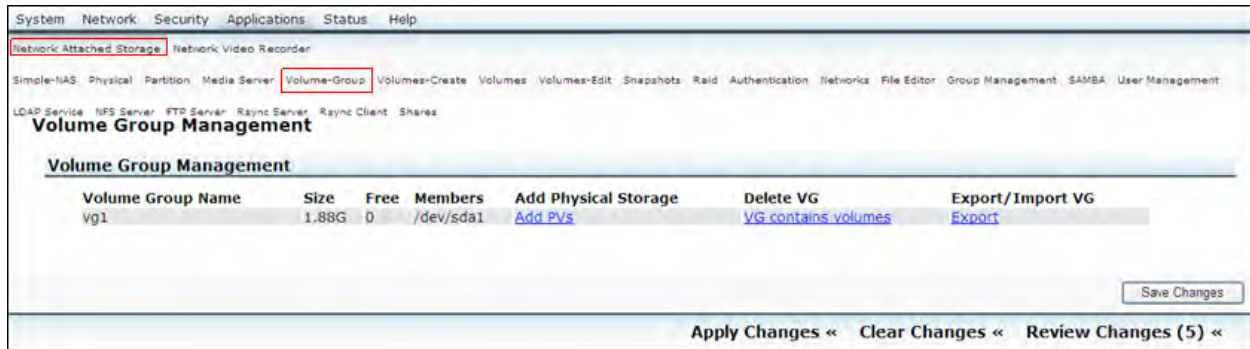 System Network Security Applications Status Help
Network Attached Storage Network Video Recorder
Simple-NAS Physical Partition Media Server Volume-Group Volumes-Create Volumes Volumes-Edit Snapshots Raid Authentication Networks File Editor Group Management SAMBA User Management
LDAP Service NFS Server FTP Server Rsync Server Rsync Client Shares
Volume Group Management
Volume Group Management
Volume Group Name Size Free Members Add Physical Storage Delete VG Export/Import VG
vg1 1.88G 0 /dev/sda1 Add PVs VG contains volumes Export
Save Changes
Apply Changes « Clear Changes « Review Changes (5) «